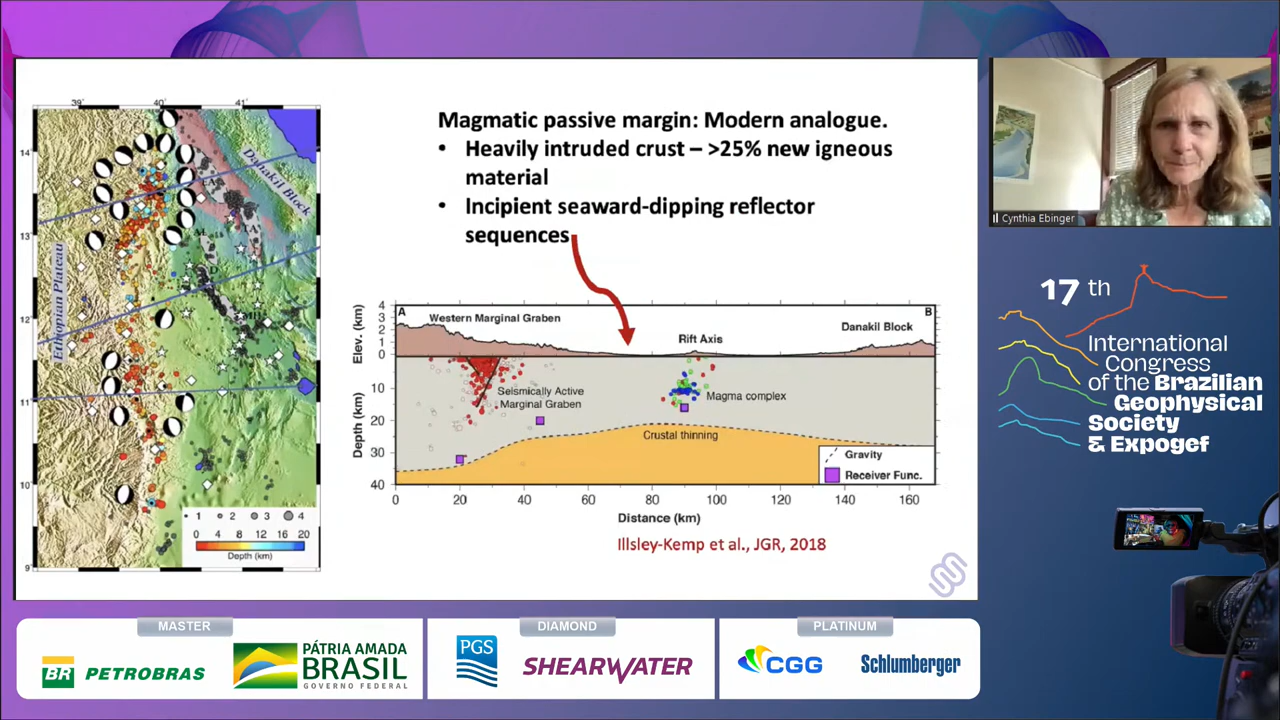 39°
40°
41°
14
13
12
11
10
9
Ethiopian Plateau
Danakil Block
1 2 3 4
0 4 8 12 16 20
Depth (km)
Magmatic passive margin: Modern analogue.
• Heavily intruded crust – >25% new igneous
material
• Incipient seaward-dipping reflector
sequences
A
B
Western Marginal Graben
Rift Axis
Danakil Block
Elev. (km)
4
3
2
1
0
Seismically Active
Marginal Graben
Magma complex
Crustal thinning
Depth (km)
10
20
30
40
Gravity
Receiver Func.
0 20 40 60 80 100 120 140 160
Distance (km)
Illsley-Kemp et al., JGR, 2018
Cynthia Ebinger
17 th
International
Congress
of the Brazilian
Geophysical
Society
& Expogef
MASTER
BR PETROBRAS
PÁTRIA AMADA
BRASIL
GOVERNO FEDERAL
DIAMOND
PGS
SHEARWATER
PLATINUM
CGG
Schlumberger